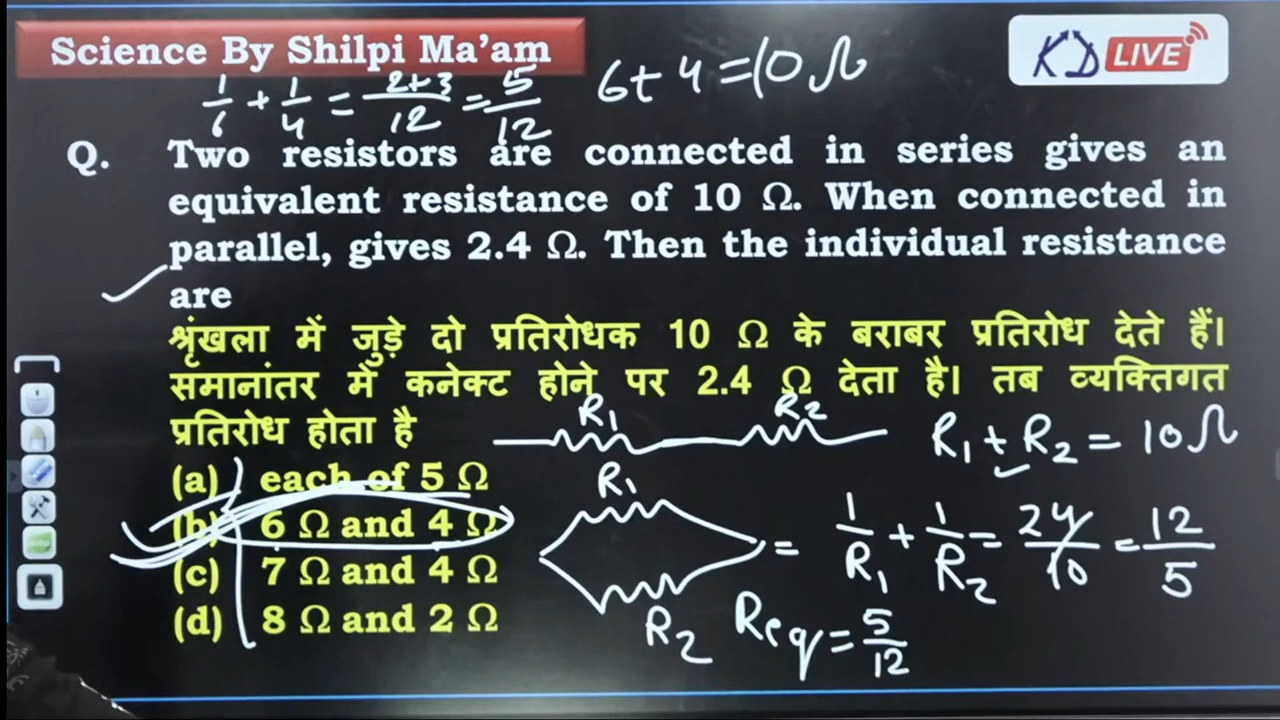 Science By Shilpi Ma'am
KD LIVE
1/6 + 1/4 = 2+3/12 = 5/12
6+4=10Ω
Q. Two resistors are connected in series gives an
equivalent resistance of 10 Ω. When connected in
parallel, gives 2.4 Ω. Then the individual resistance
are
श्रृंखला में जुड़े दो प्रतिरोधक 10 Ω के बराबर प्रतिरोध देते हैं।
समानांतर में कनेक्ट होने पर 2.4 Ω देता है। तब व्यक्तिगत
प्रतिरोध होता है
R1 R2
R1 + R2 = 10Ω
(a) each of 5 Ω
(b) 6 Ω and 4 Ω
(c) 7 Ω and 4 Ω
(d) 8 Ω and 2 Ω
R1
= 1/R1 + 1/R2 = 24/10 = 12/5
R2
Req = 5/12